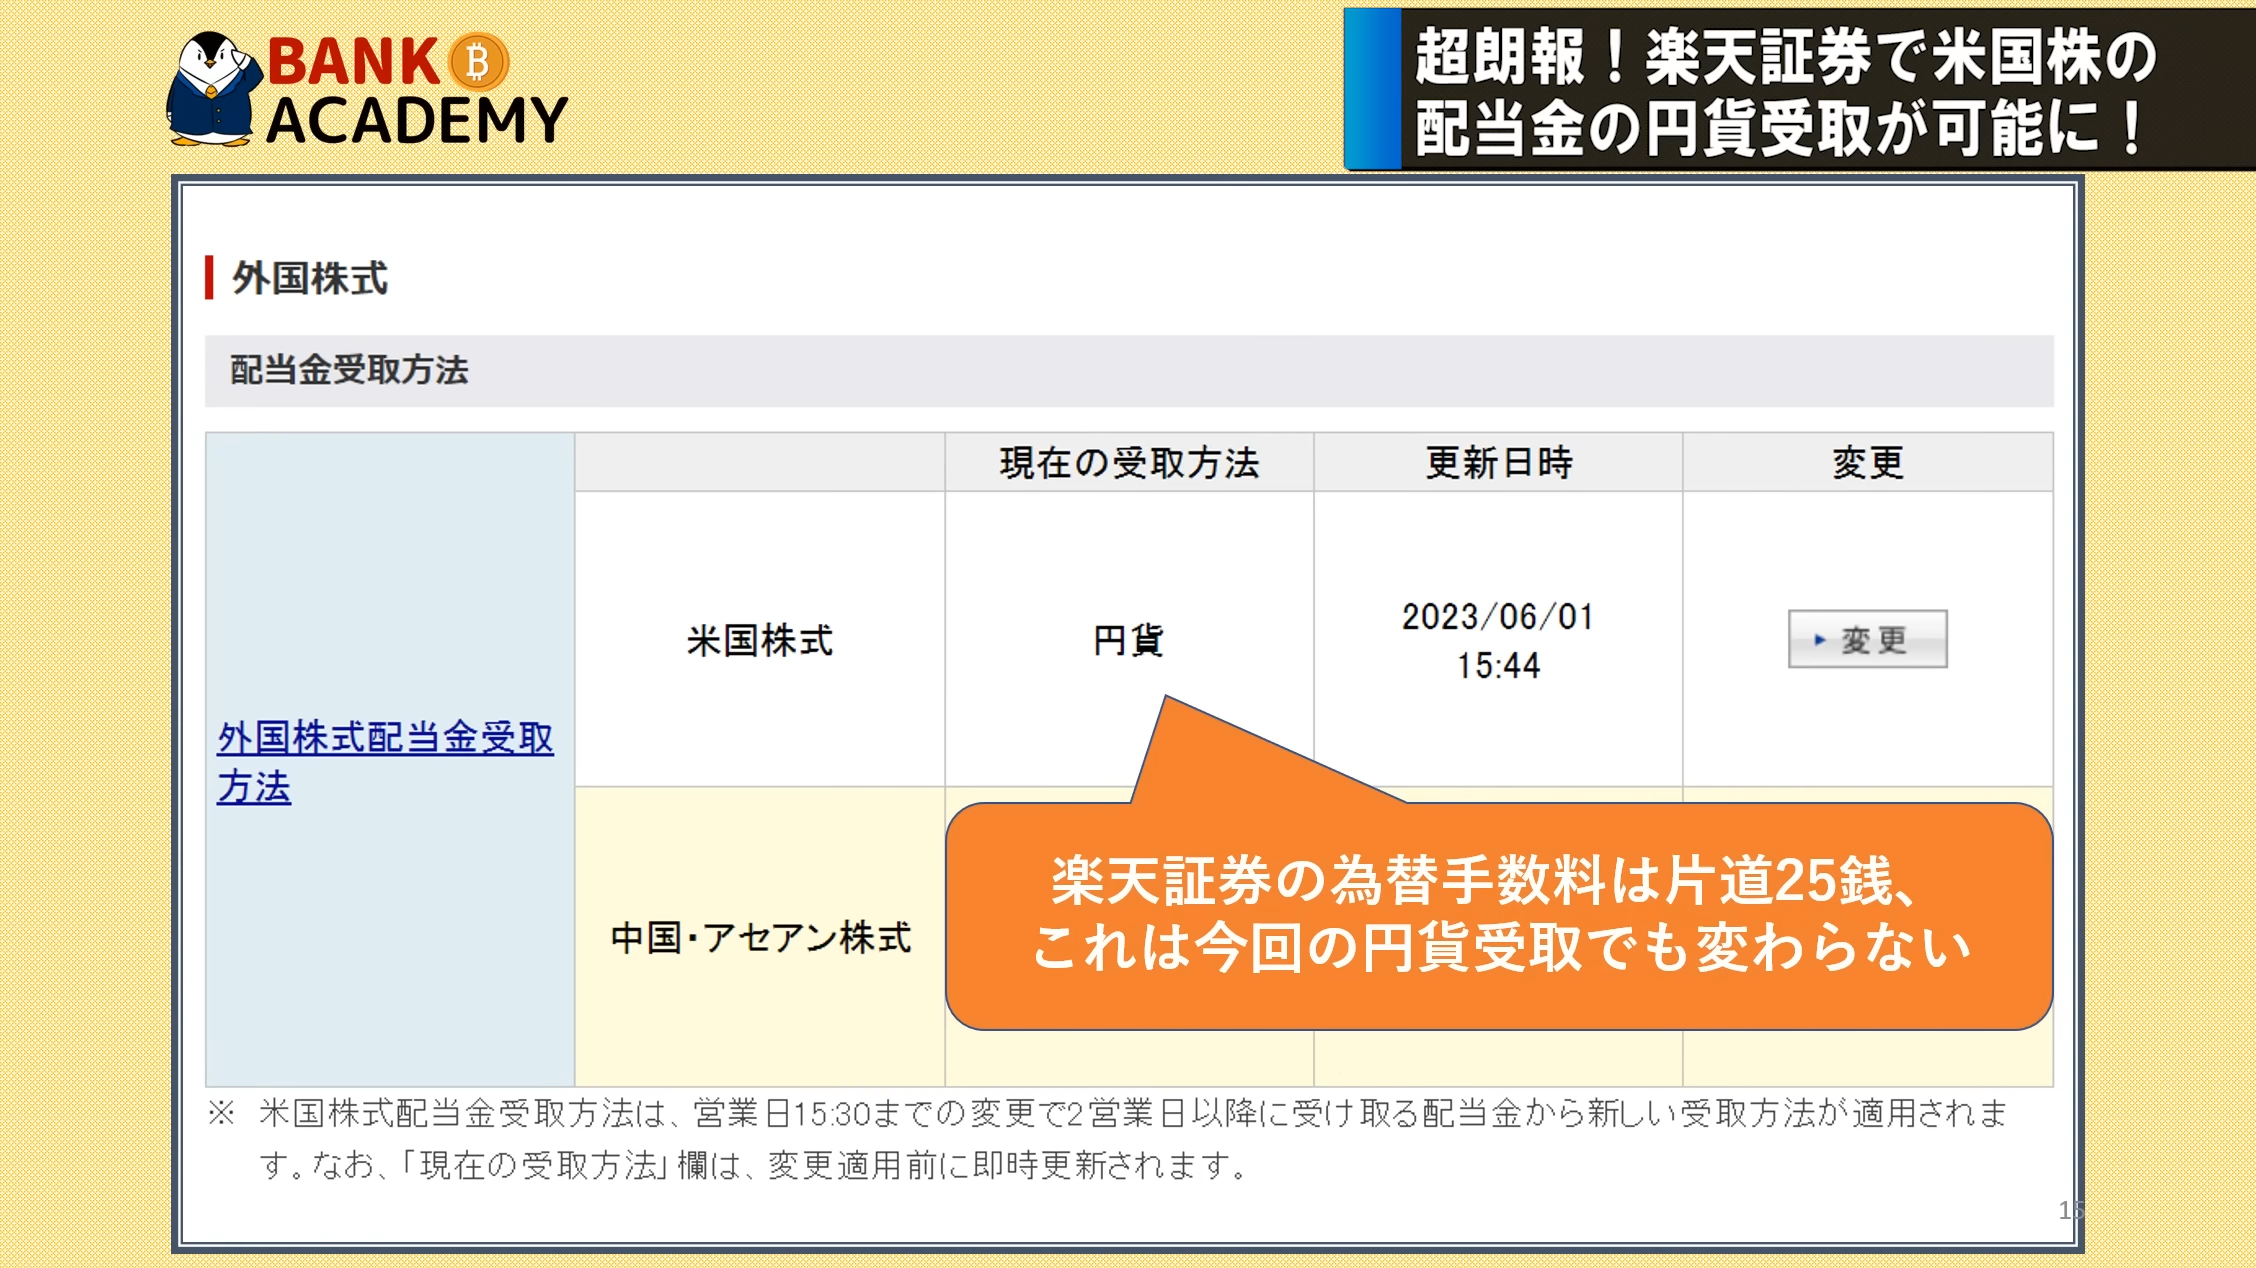 BANK
ACADEMY
超朗報！楽天証券で米国株の
配当金の円貨受取が可能に！
外国株式
配当金受取方法
現在の受取方法 更新日時 変更
外国株式配当金受取
方法
米国株式 円貨 2023/06/01
15:44
変更
中国・アセアン株式
楽天証券の為替手数料は片道25銭、
これは今回の円貨受取でも変わらない
※ 米国株式配当金受取方法は、営業日15:30までの変更で2営業日以降に受け取る配当金から新しい受取方法が適用されま
す。なお、「現在の受取方法」欄は、変更適用前に即時更新されます。
15